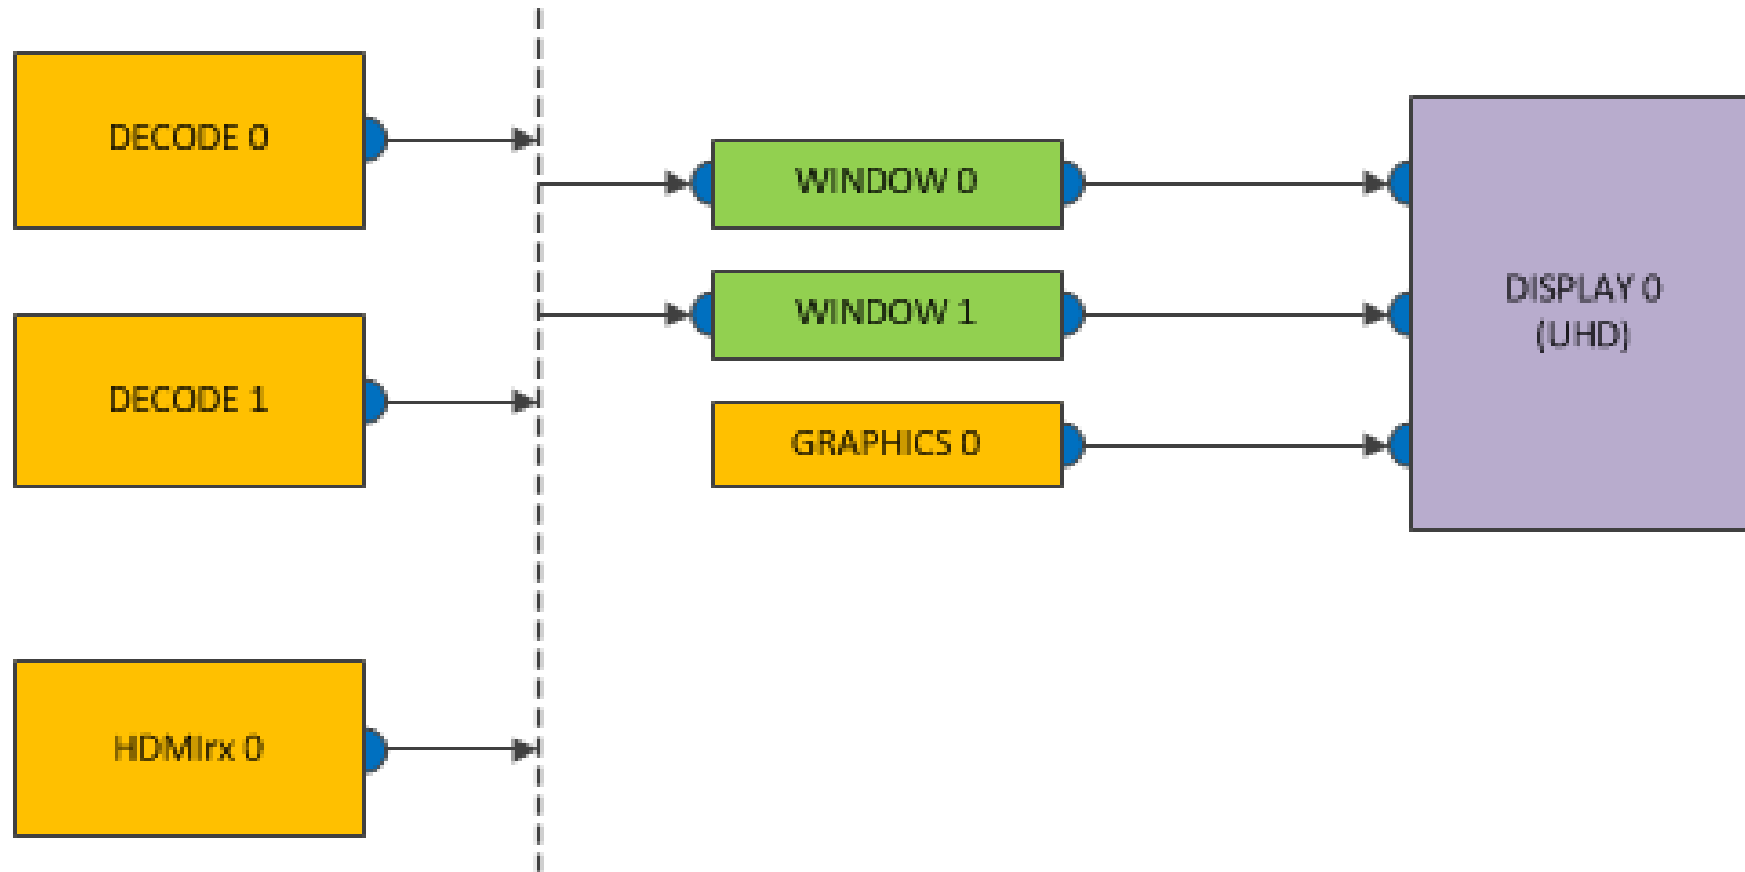 DECODE 0
WINDOW 0
DISPLAY 0
(UHD)
WINDOW 1
DECODE 1
GRAPHICS 0
HDMIrx 0